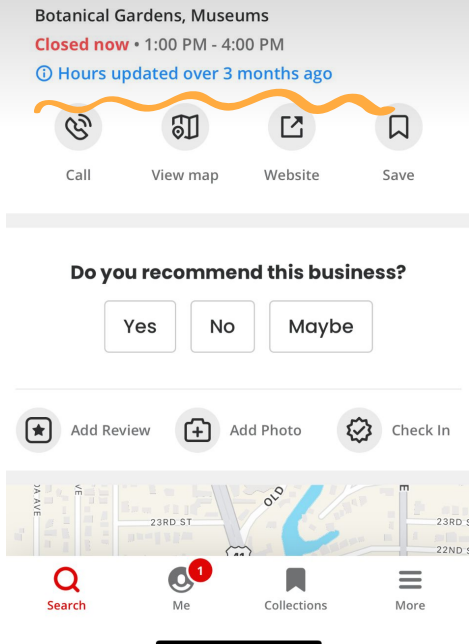 Botanical Gardens, Museums
Closed now • 1:00 PM - 4:00 PM
Hours updated over 3 months ago
Call View map Website Save
Do you recommend this business?
Yes No Maybe
Add Review Add Photo Check In
AVE
VE
OLD
E
23RD ST
23RD S
22ND S
1
Search Me Collections More